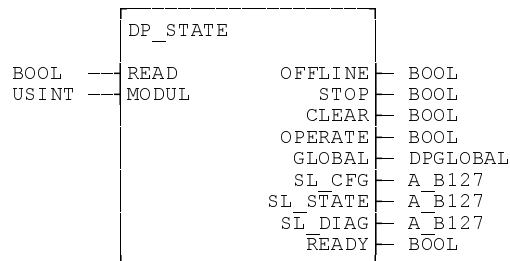 DP_STATE
BOOL READ OFFLINE BOOL
USINT MODUL STOP BOOL
CLEAR BOOL
OPERATE BOOL
GLOBAL DPGLOBAL
SL_CFG A_B127
SL_STATE A_B127
SL_DIAG A_B127
READY BOOL